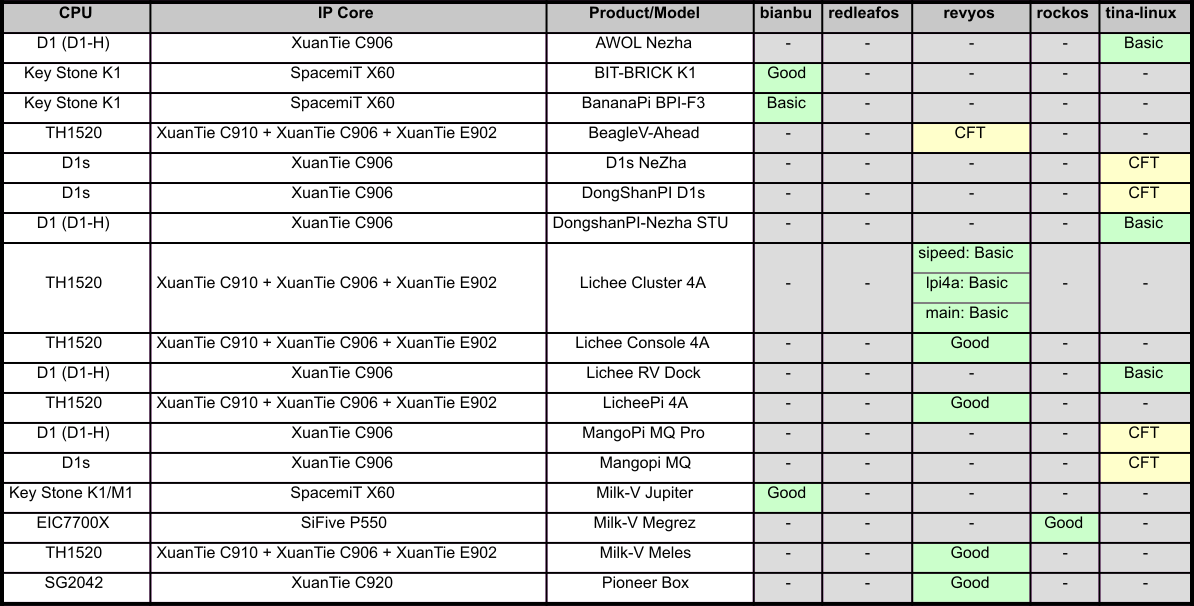 CPU IP Core Product/Model bianbu redleafos revyos rockos tina-linux
D1 (D1-H) XuanTie C906 AWOL Nezha - - - - Basic
Key Stone K1 SpacemiT X60 BIT-BRICK K1 Good - - - -
Key Stone K1 SpacemiT X60 BananaPi BPI-F3 Basic - - - -
TH1520 XuanTie C910 + XuanTie C906 + XuanTie E902 BeagleV-Ahead - - CFT - -
D1s XuanTie C906 D1s NeZha - - - - CFT
D1s XuanTie C906 DongShanPI D1s - - - - CFT
D1 (D1-H) XuanTie C906 DongshanPI-Nezha STU - - - - Basic
sipeed: Basic
TH1520 XuanTie C910 + XuanTie C906 + XuanTie E902 Lichee Cluster 4A - - lpi4a: Basic - -
main: Basic
TH1520 XuanTie C910 + XuanTie C906 + XuanTie E902 Lichee Console 4A - - Good - -
D1 (D1-H) XuanTie C906 Lichee RV Dock - - - - Basic
TH1520 XuanTie C910 + XuanTie C906 + XuanTie E902 LicheePi 4A - - Good - -
D1 (D1-H) XuanTie C906 MangoPi MQ Pro - - - - CFT
D1s XuanTie C906 Mangopi MQ - - - - CFT
Key Stone K1/M1 SpacemiT X60 Milk-V Jupiter Good - - - -
EIC7700X SiFive P550 Milk-V Megrez - - - Good -
TH1520 XuanTie C910 + XuanTie C906 + XuanTie E902 Milk-V Meles - - Good - -
SG2042 XuanTie C920 Pioneer Box - - Good - -